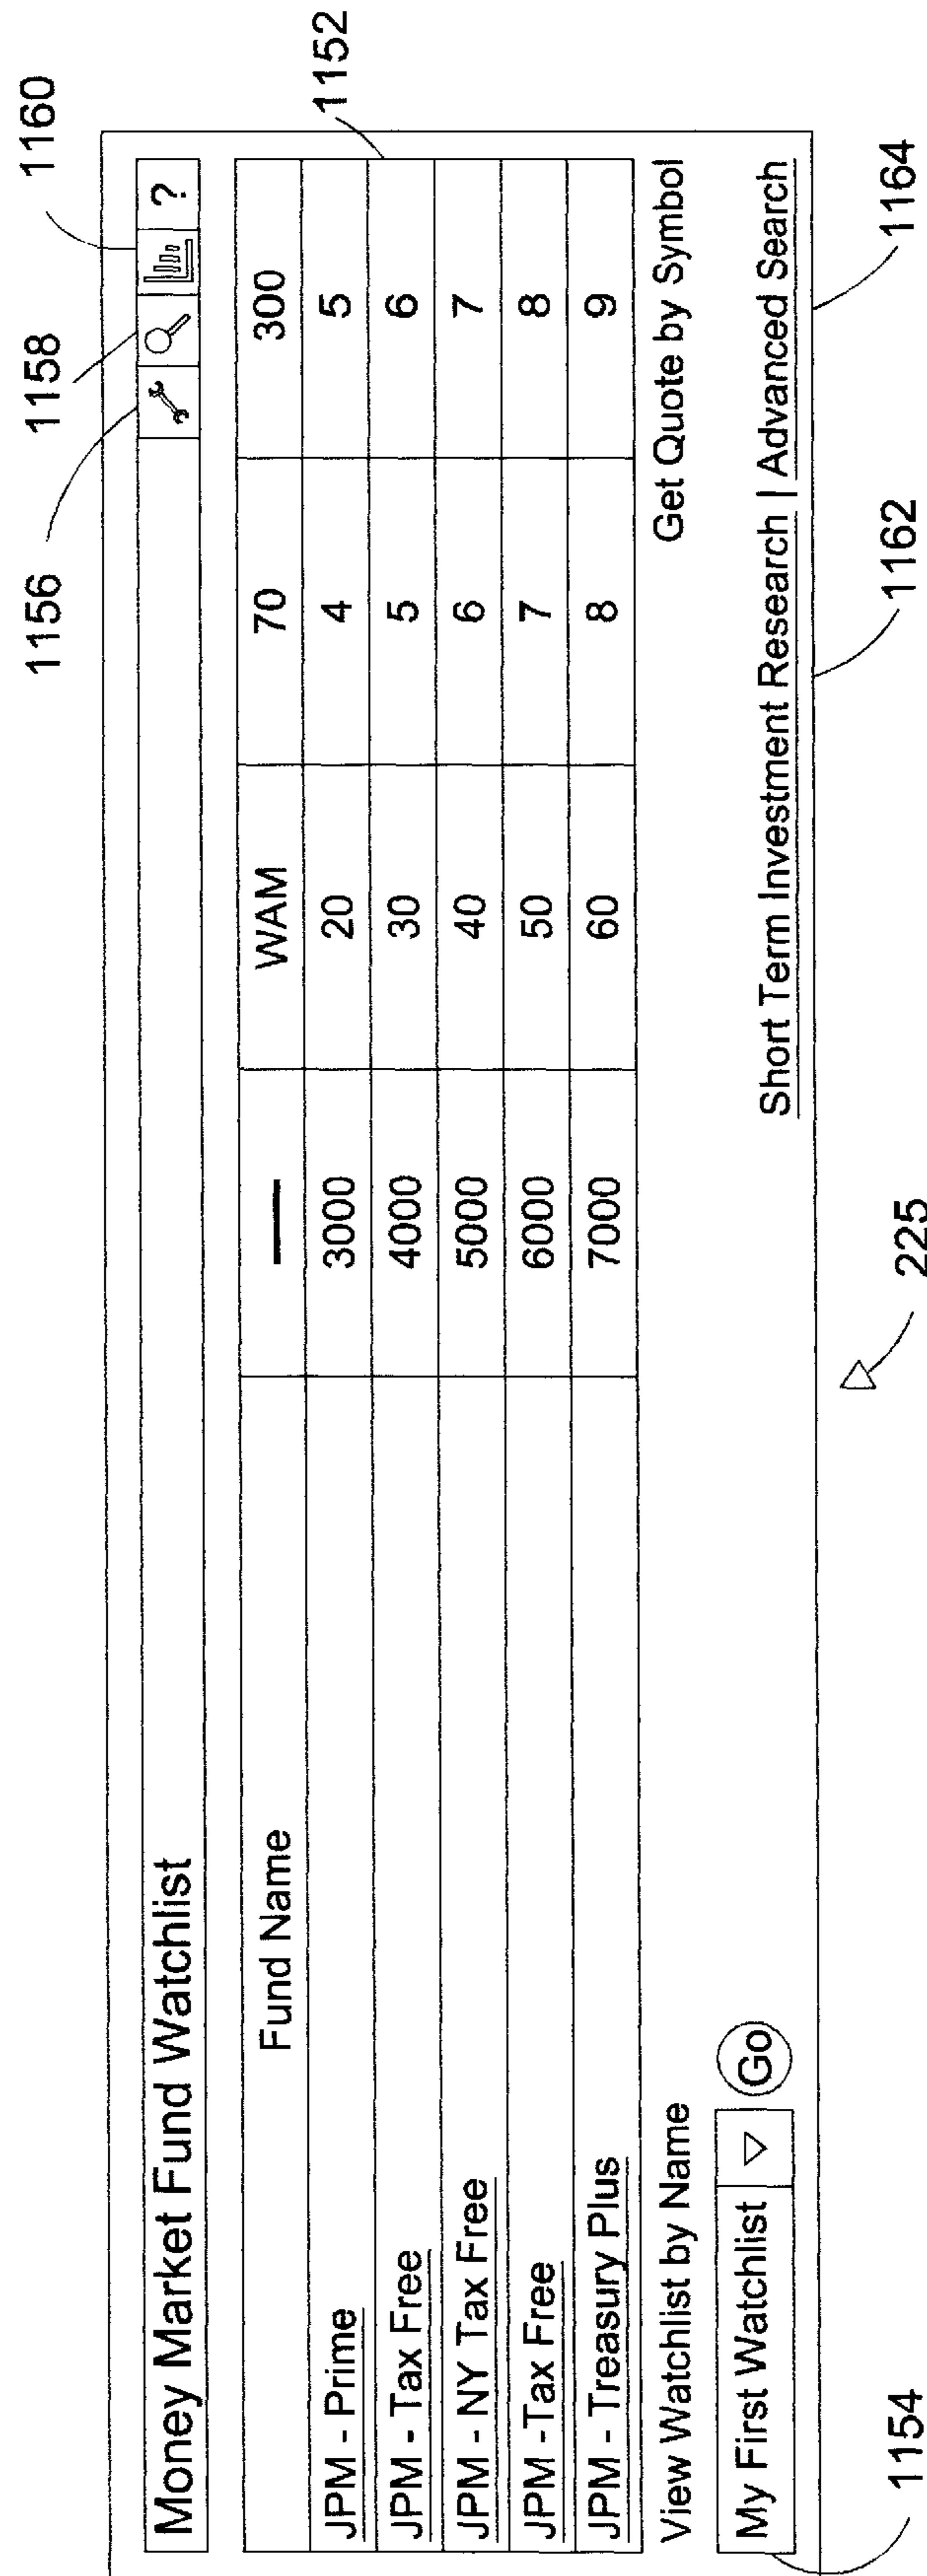 1156 1158 1160
Money Market Fund Watchlist ?
1152
Fund Name — WAM 70 300
JPM - Prime 3000 20 4 5
JPM - Tax Free 4000 30 5 6
JPM - NY Tax Free 5000 40 6 7
JPM -Tax Free 6000 50 7 8
JPM - Treasury Plus 7000 60 8 9
View Watchlist by Name Get Quote by Symbol
My First Watchlist Go Short Term Investment Research | Advanced Search
1154 225 1162 1164